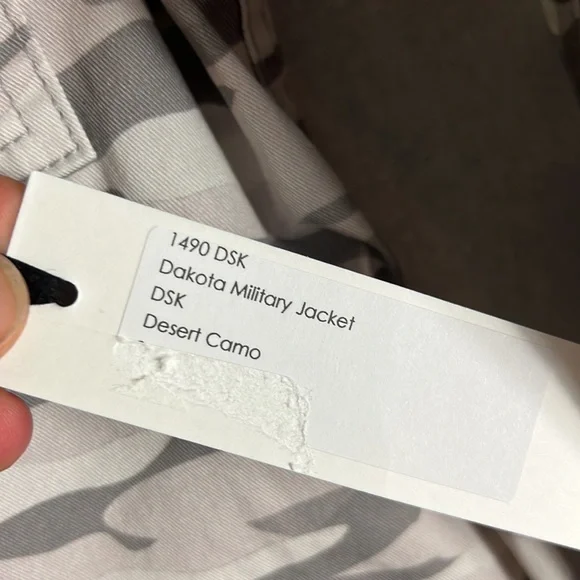 1490 DSK
Dakota Military Jacket
DSK
Desert Camo